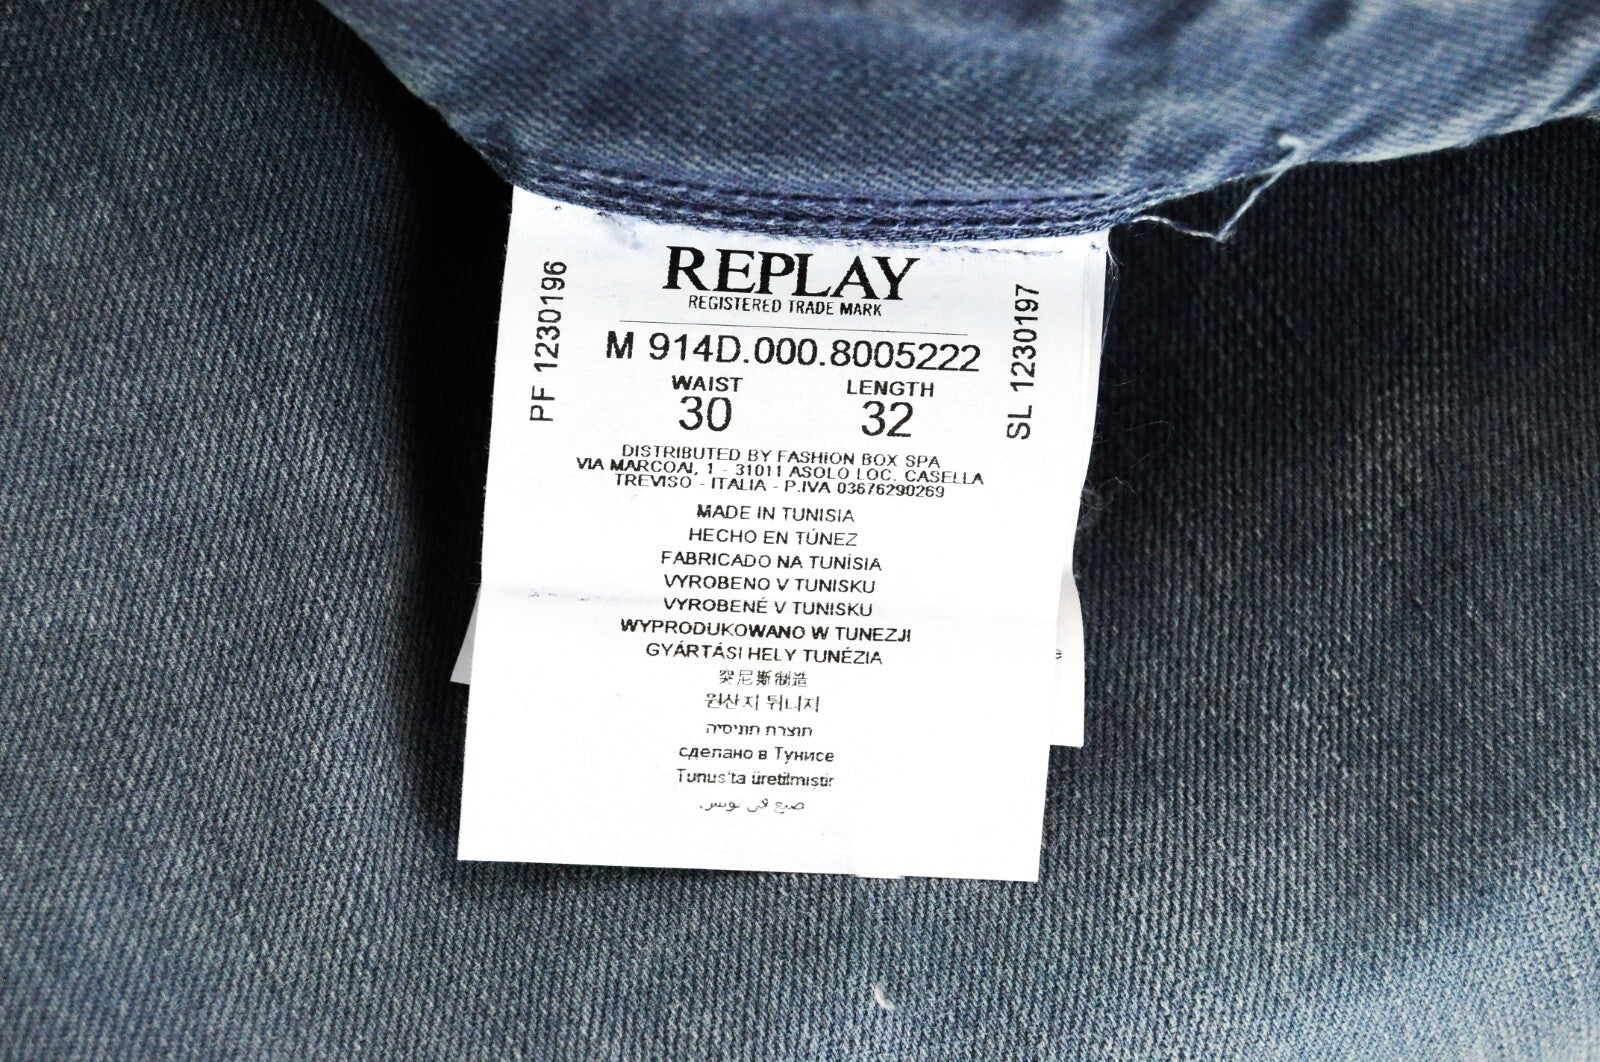 REPLAY
REGISTERED TRADE MARK
PF 1230196
SL 1230197
M 914D.000.8005222
WAIST LENGTH
30 32
DISTRIBUTED BY FASHION BOX SPA
VIA MARCONI, 1 - 31011 ASOLO LOC. CASELLA
TREVISO - ITALIA - P.IVA 03676290269
MADE IN TUNISIA
HECHO EN TÚNEZ
FABRICADO NA TUNÍSIA
VYROBENO V TUNISKU
VYROBENÉ V TUNISKU
WYPRODUKOWANO W TUNEZJI
GYÁRTÁSI HELY TUNÉZIA
突尼斯制造
원산지 튀니지
תוצרת תוניסיה
сделано в Тунисе
Tunus'ta üretilmiştir
صنع في تونس.